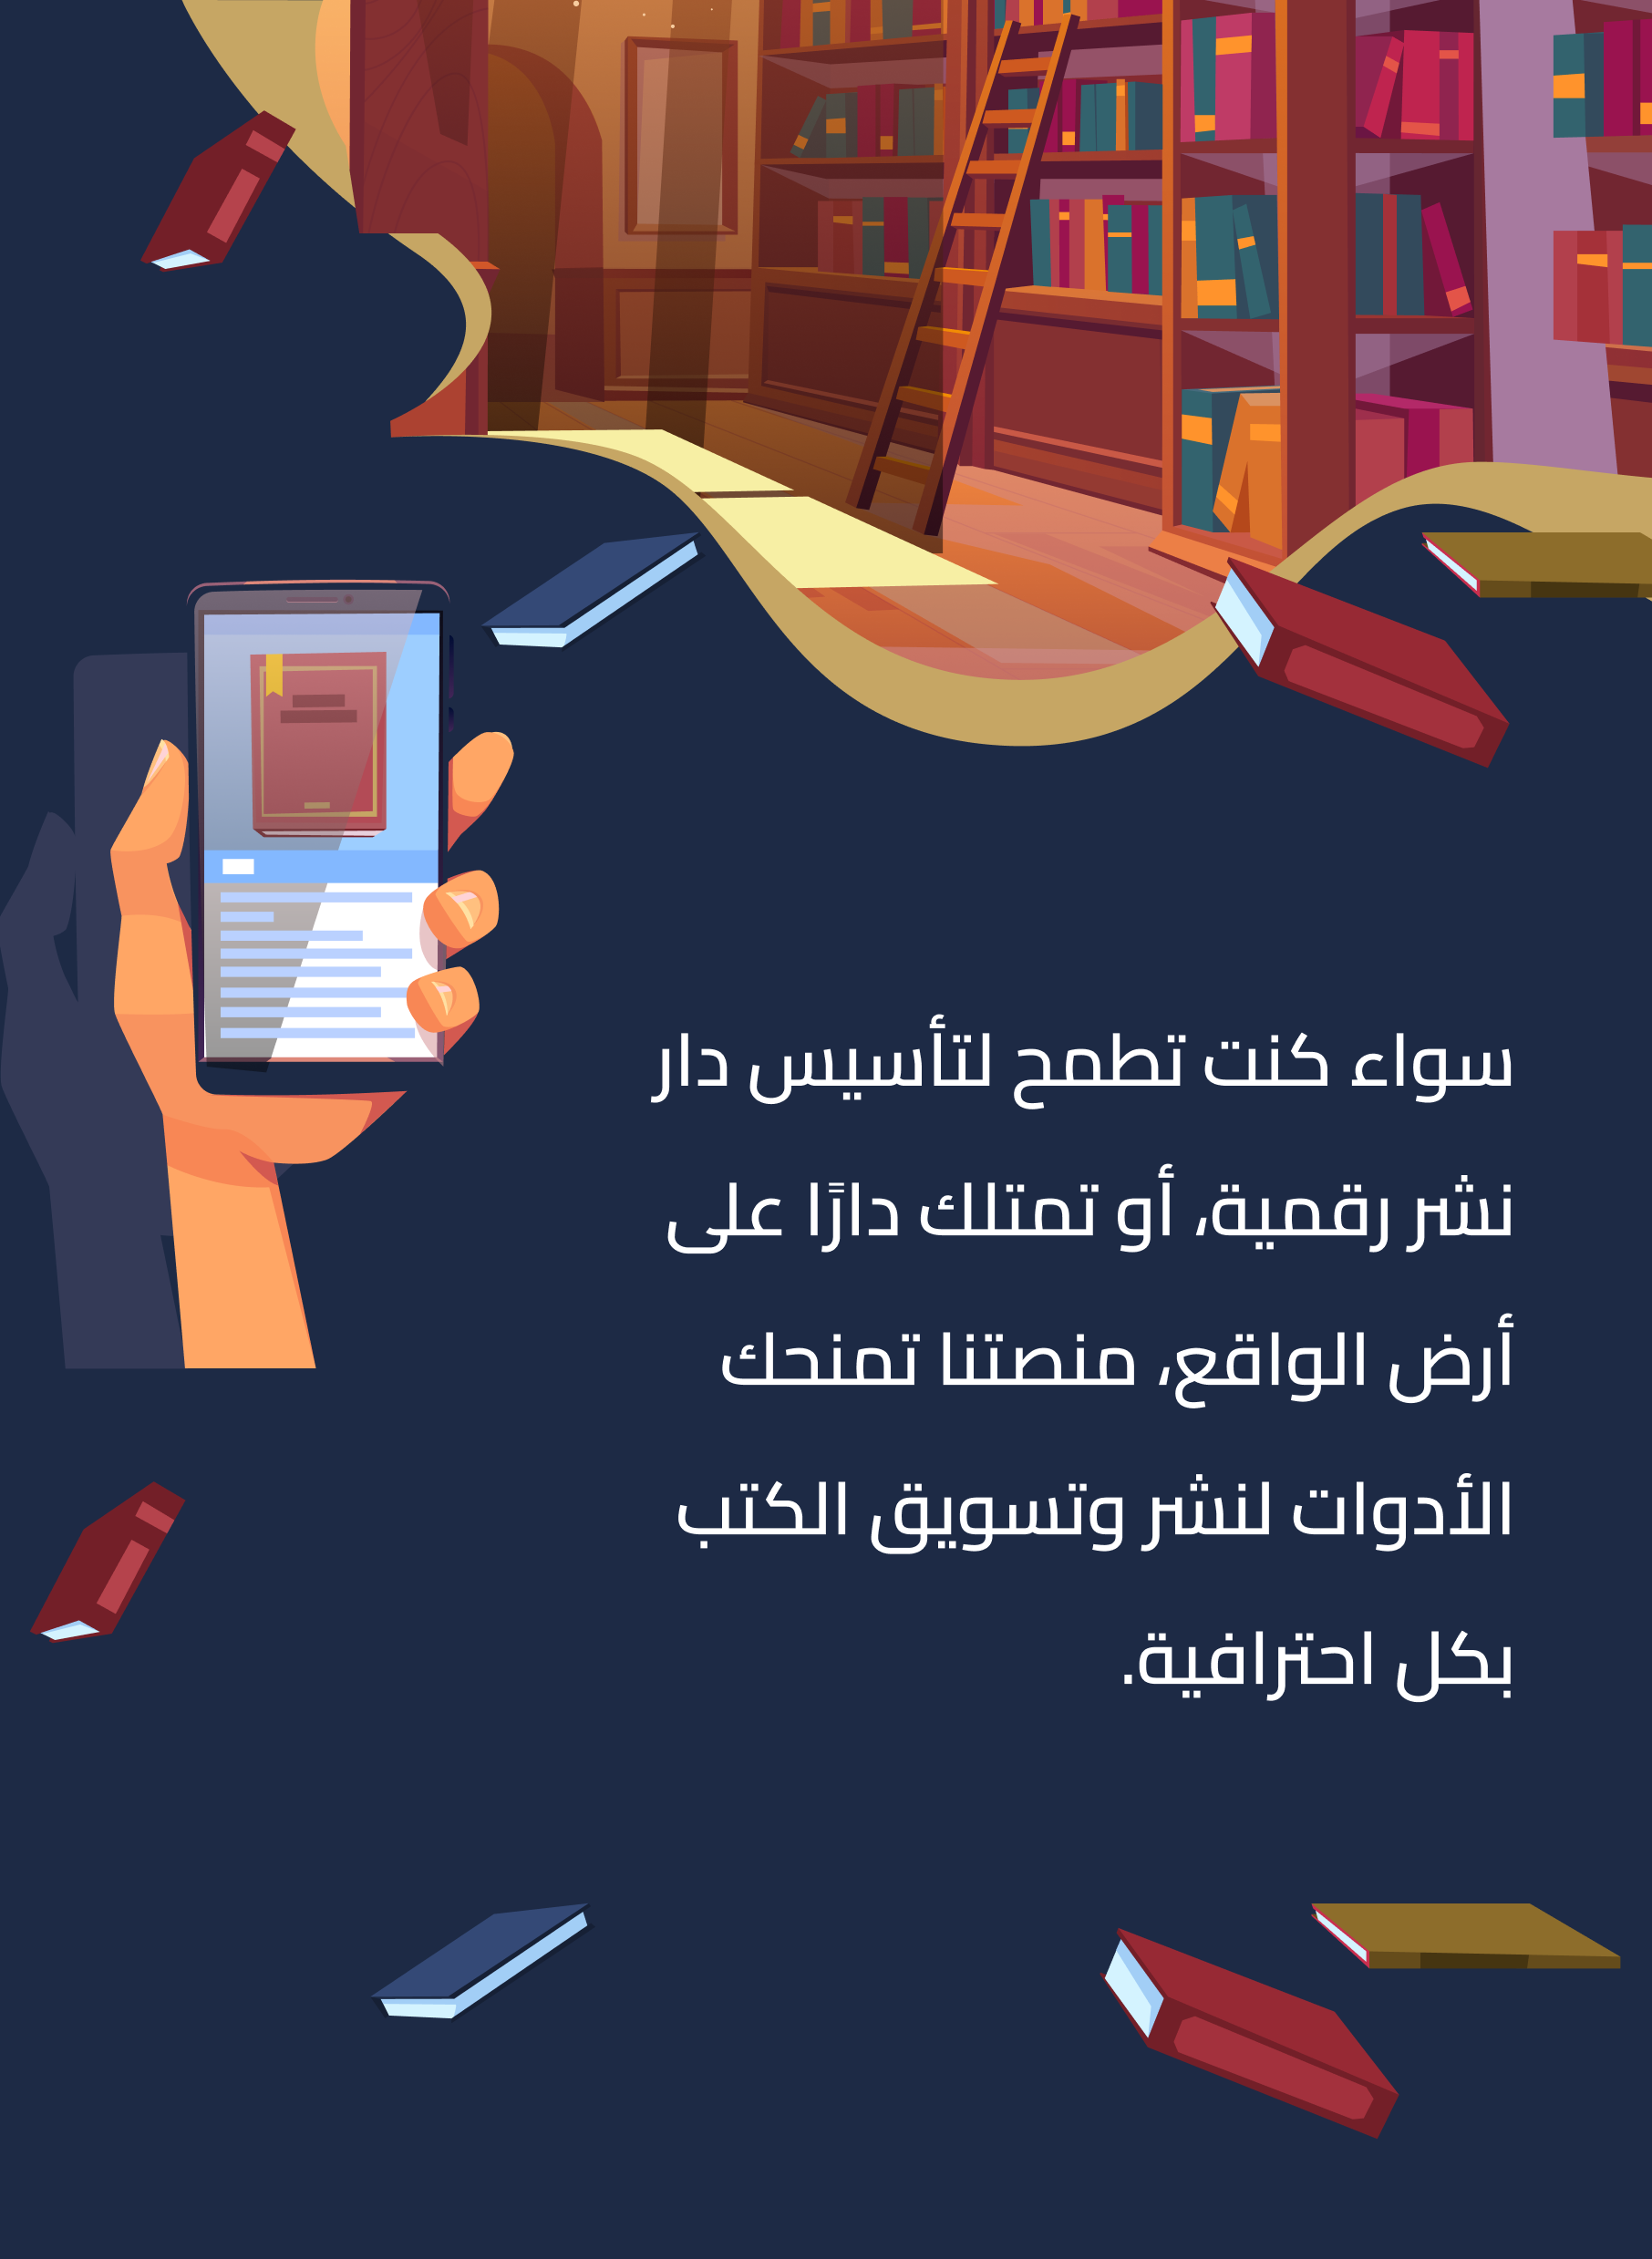 سواء كنت تطمح لتأسيس دار
نشر رقمية، أو تمتلك دارًا على
أرض الواقع، منصتنا تمنحك
الأدوات لنشر وتسويق الكتب
بكل احترافية.